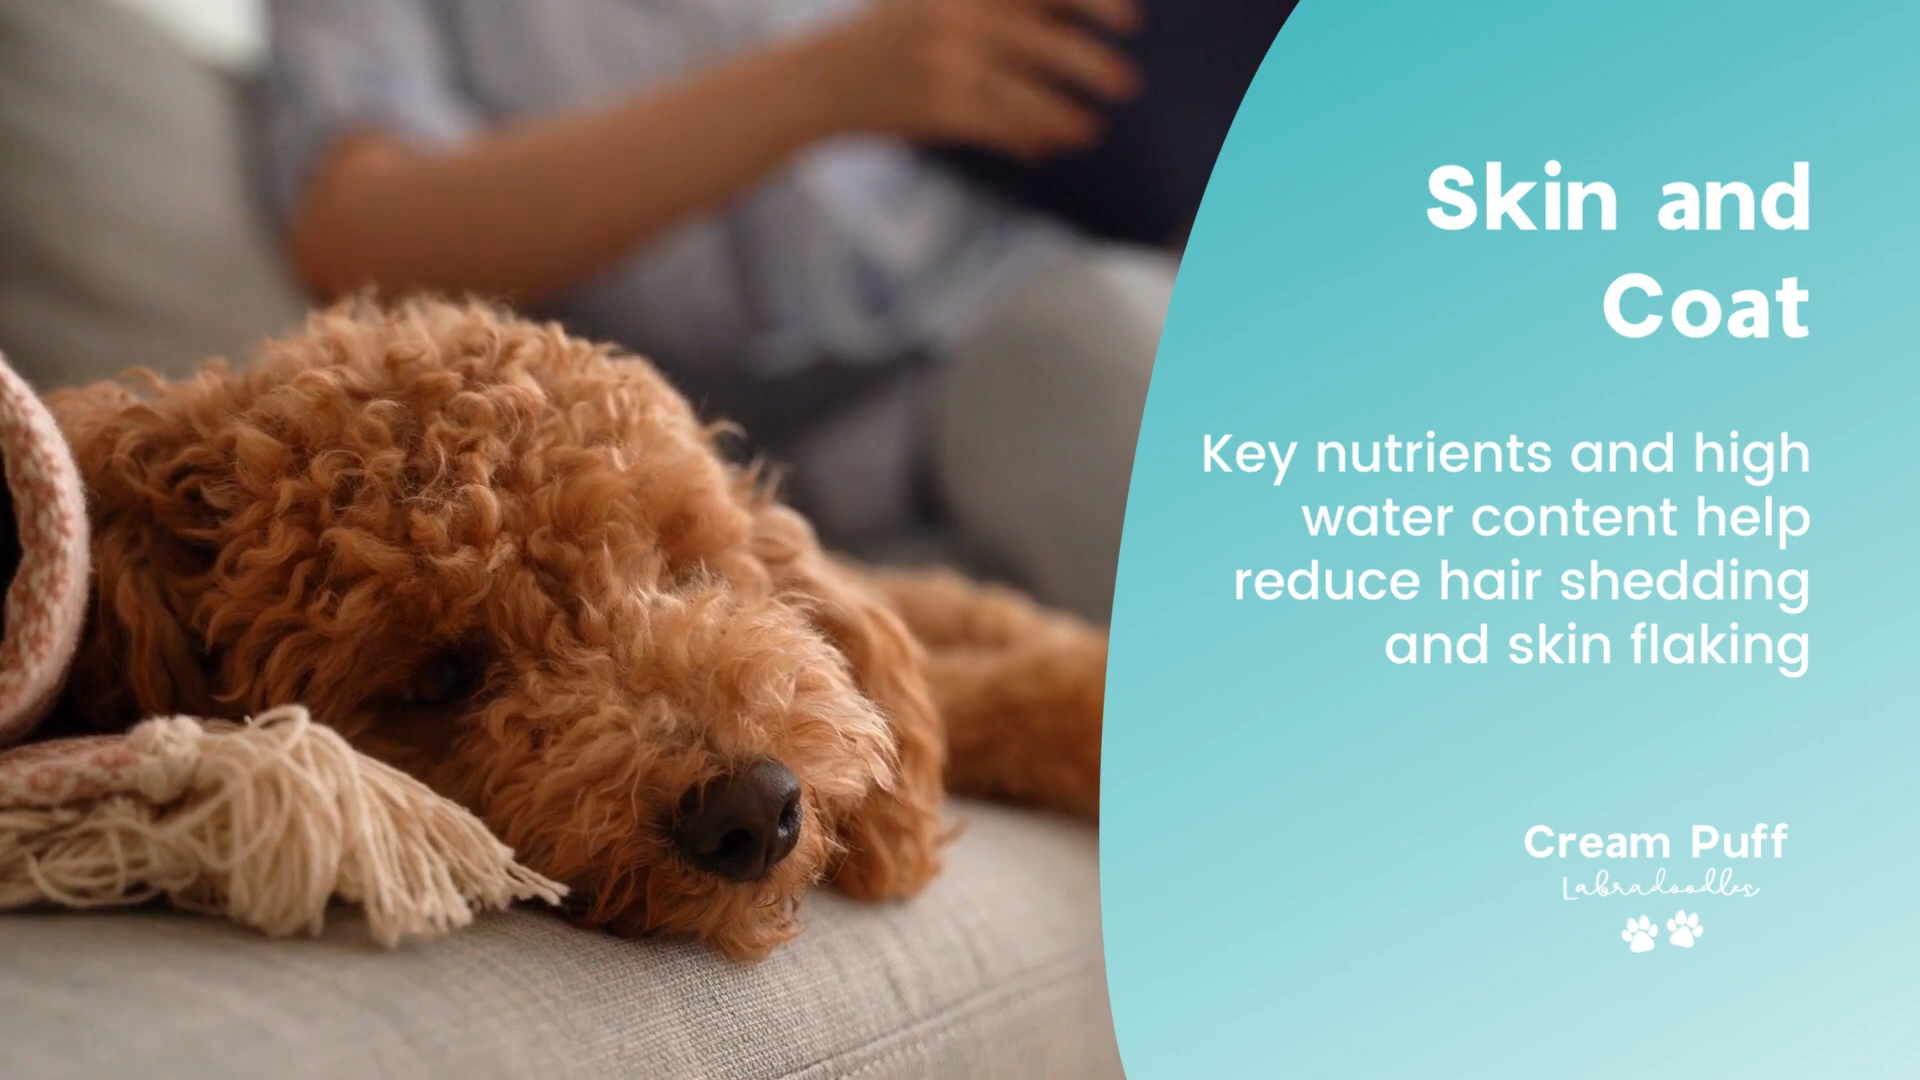 Skin and
Coat
Key nutrients and high
water content help
reduce hair shedding
and skin flaking
Cream Puff
Labradoodles